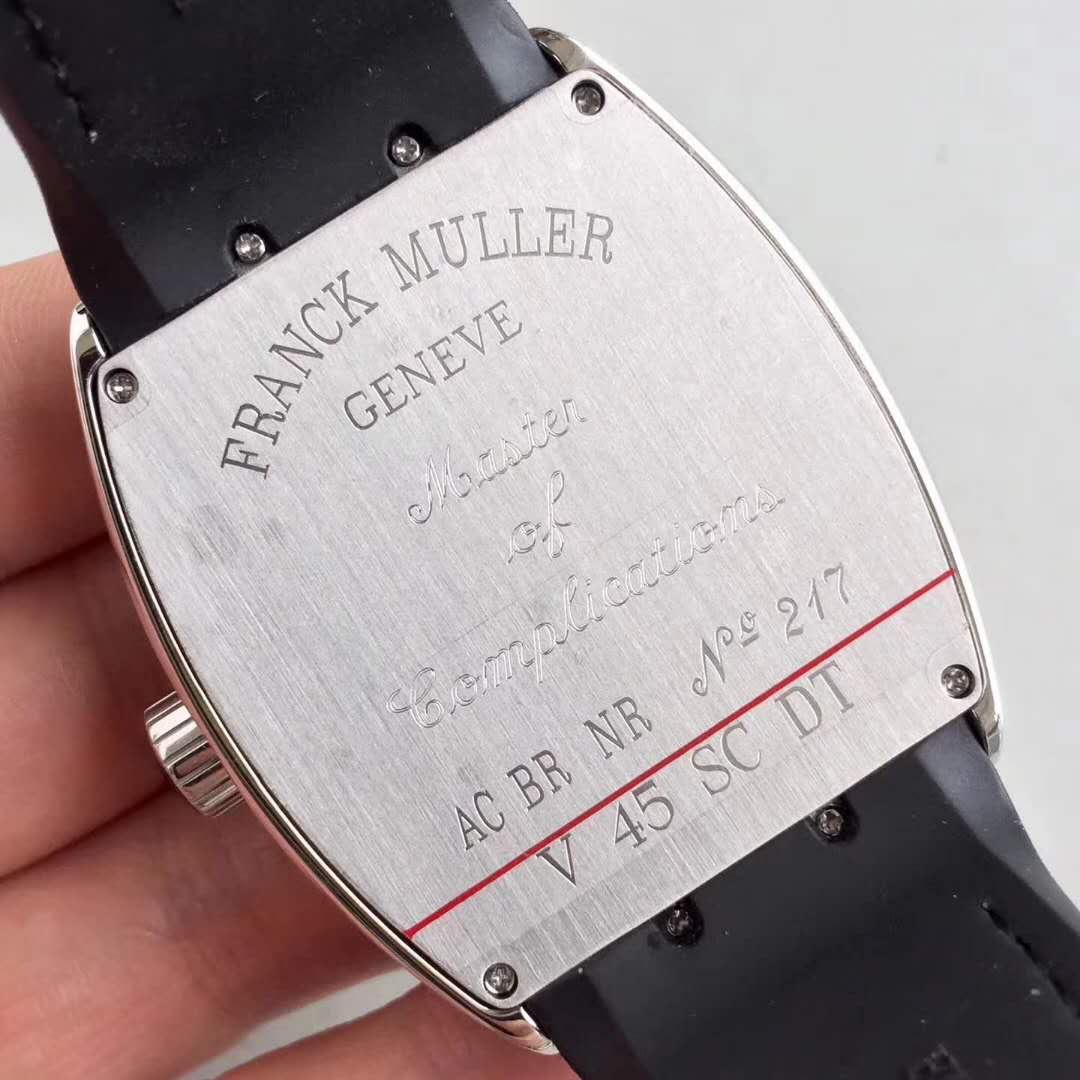 FRANCK MULLER
GENEVE
Master
of
Complications
AC BR NR Nº 217
V 45 SC DT